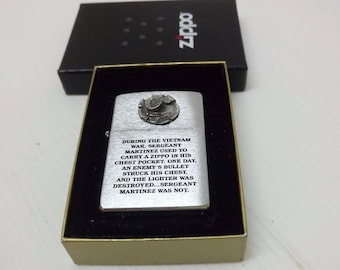 zippo
DURING THE VIETNAM
WAR, SERGEANT
MARTINEZ USED TO
CARRY A ZIPPO IN HIS
CHEST POCKET. ONE DAY,
AN ENEMY'S BULLET
STRUCK HIS CHEST,
AND THE LIGHTER WAS
DESTROYED...SERGEANT
MARTINEZ WAS NOT.